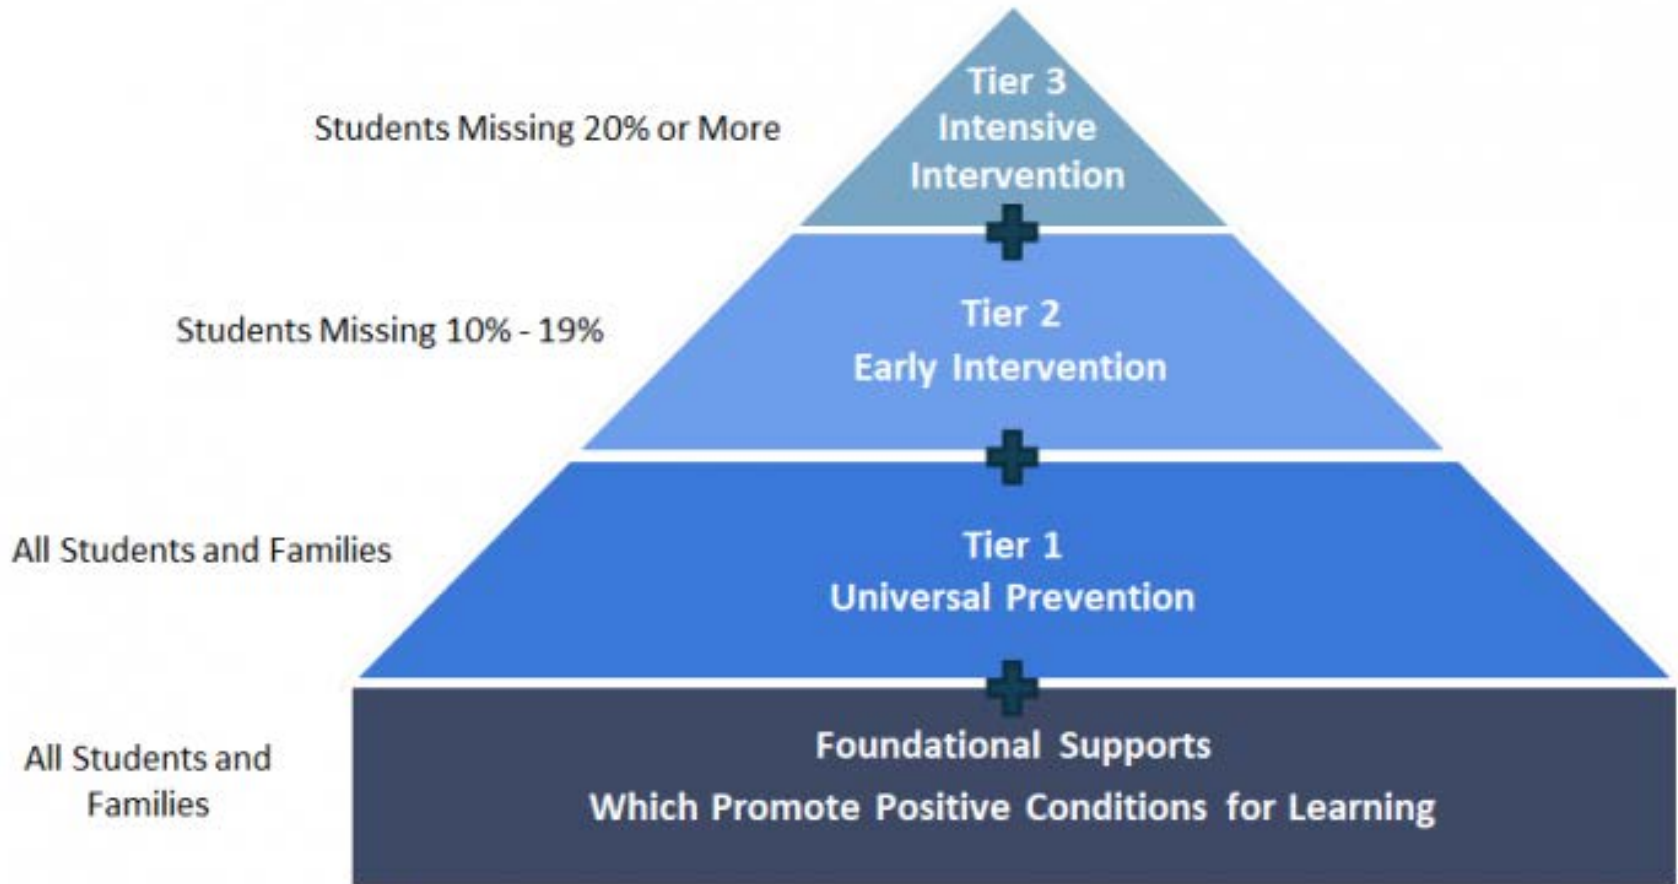 Students Missing 20% or More
Tier 3
Intensive
Intervention
Students Missing 10% - 19%
Tier 2
Early Intervention
All Students and Families
Tier 1
Universal Prevention
All Students and
Families
Foundational Supports
Which Promote Positive Conditions for Learning